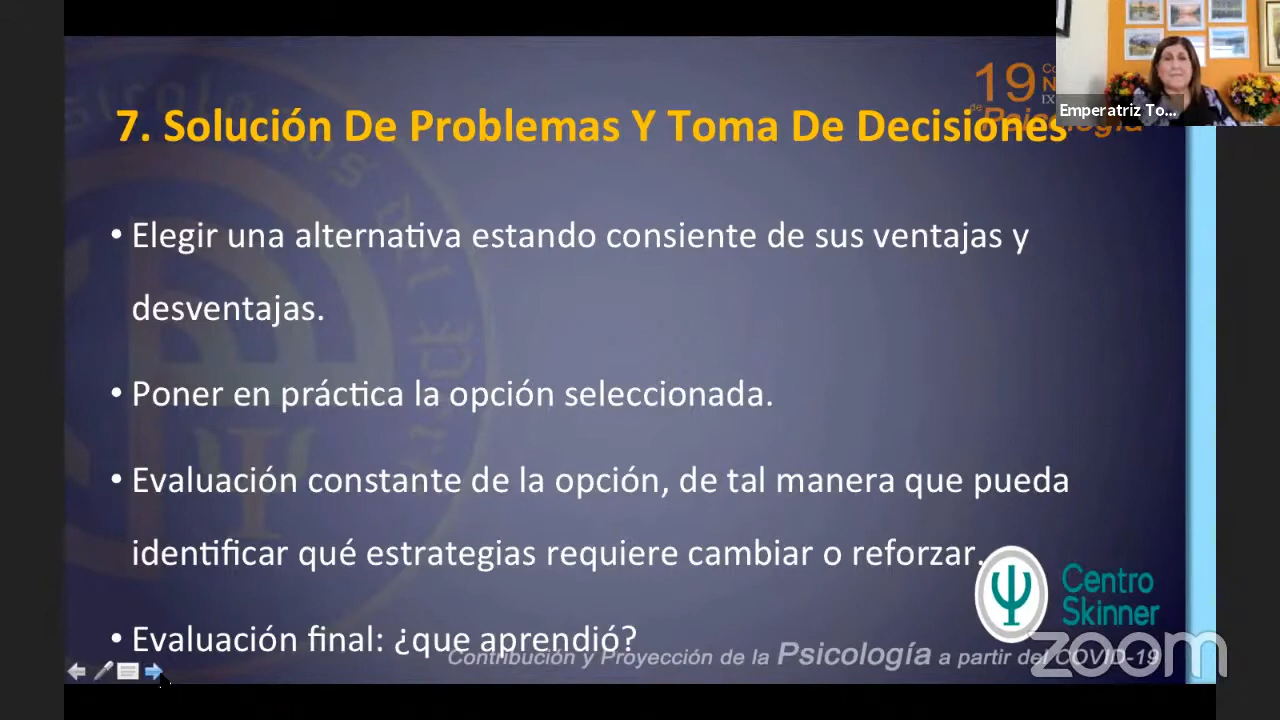 19
Psicología
Emperatriz To...
7. Solución De Problemas Y Toma De Decisiones
• Elegir una alternativa estando consiente de sus ventajas y
desventajas.
• Poner en práctica la opción seleccionada.
• Evaluación constante de la opción, de tal manera que pueda
identificar qué estrategias requiere cambiar o reforzar.
• Evaluación final: ¿que aprendió?
Centro
Skinner
Contribución y Proyección de la Psicología a partir del COVID-19
zoom